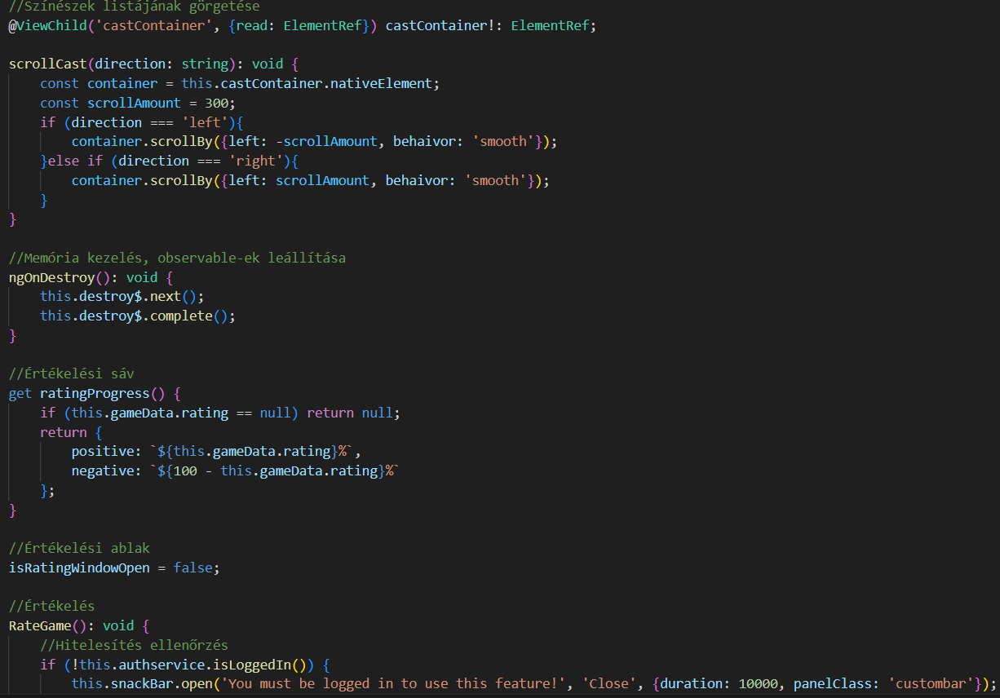 //Színészek listájának görgetése
@ViewChild('castContainer', {read: ElementRef}) castContainer!: ElementRef;
scrollCast(direction: string): void {
const container = this.castContainer.nativeElement;
const scrollAmount = 300;
if (direction === 'left'){
container.scrollBy({left: -scrollAmount, behaivor: 'smooth'});
}else if (direction === 'right'){
container.scrollBy({left: scrollAmount, behaivor: 'smooth'});
}
}
//Memória kezelés, observable-ek leállítása
ngOnDestroy(): void {
this.destroy$.next();
this.destroy$.complete();
}
//Értékelési sáv
get ratingProgress() {
if (this.gameData.rating == null) return null;
return {
positive: `${this.gameData.rating}%`,
negative: `${100 - this.gameData.rating}%`
};
}
//Értékelési ablak
isRatingWindowOpen = false;
//Értékelés
RateGame(): void {
//Hitelesítés ellenőrzés
if (!this.authservice.isLoggedIn()) {
this.snackBar.open('You must be logged in to use this feature!', 'Close', {duration: 10000, panelClass: 'custombar'});